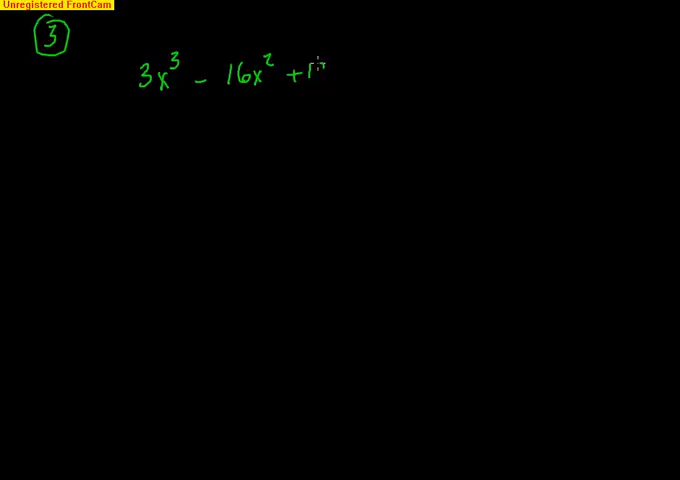 Unregistered FrontCam
3
3x³ - 16x² +